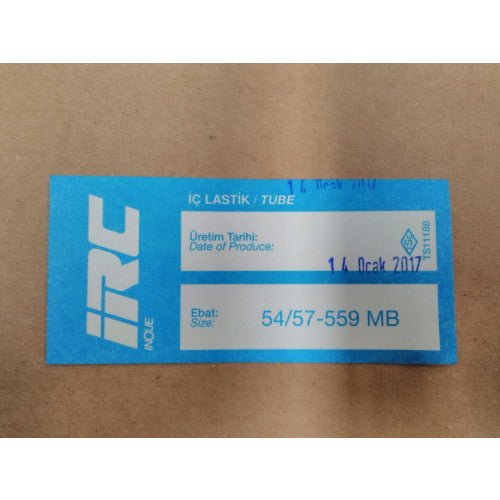 14 Ocak 2017
İÇ LASTİK / TUBE
Üretim Tarihi:
Date of Produce:
14 Ocak 2017
TSE
TS11188
Ebat:
Size:
54/57-559 MB
IRC
INOUE